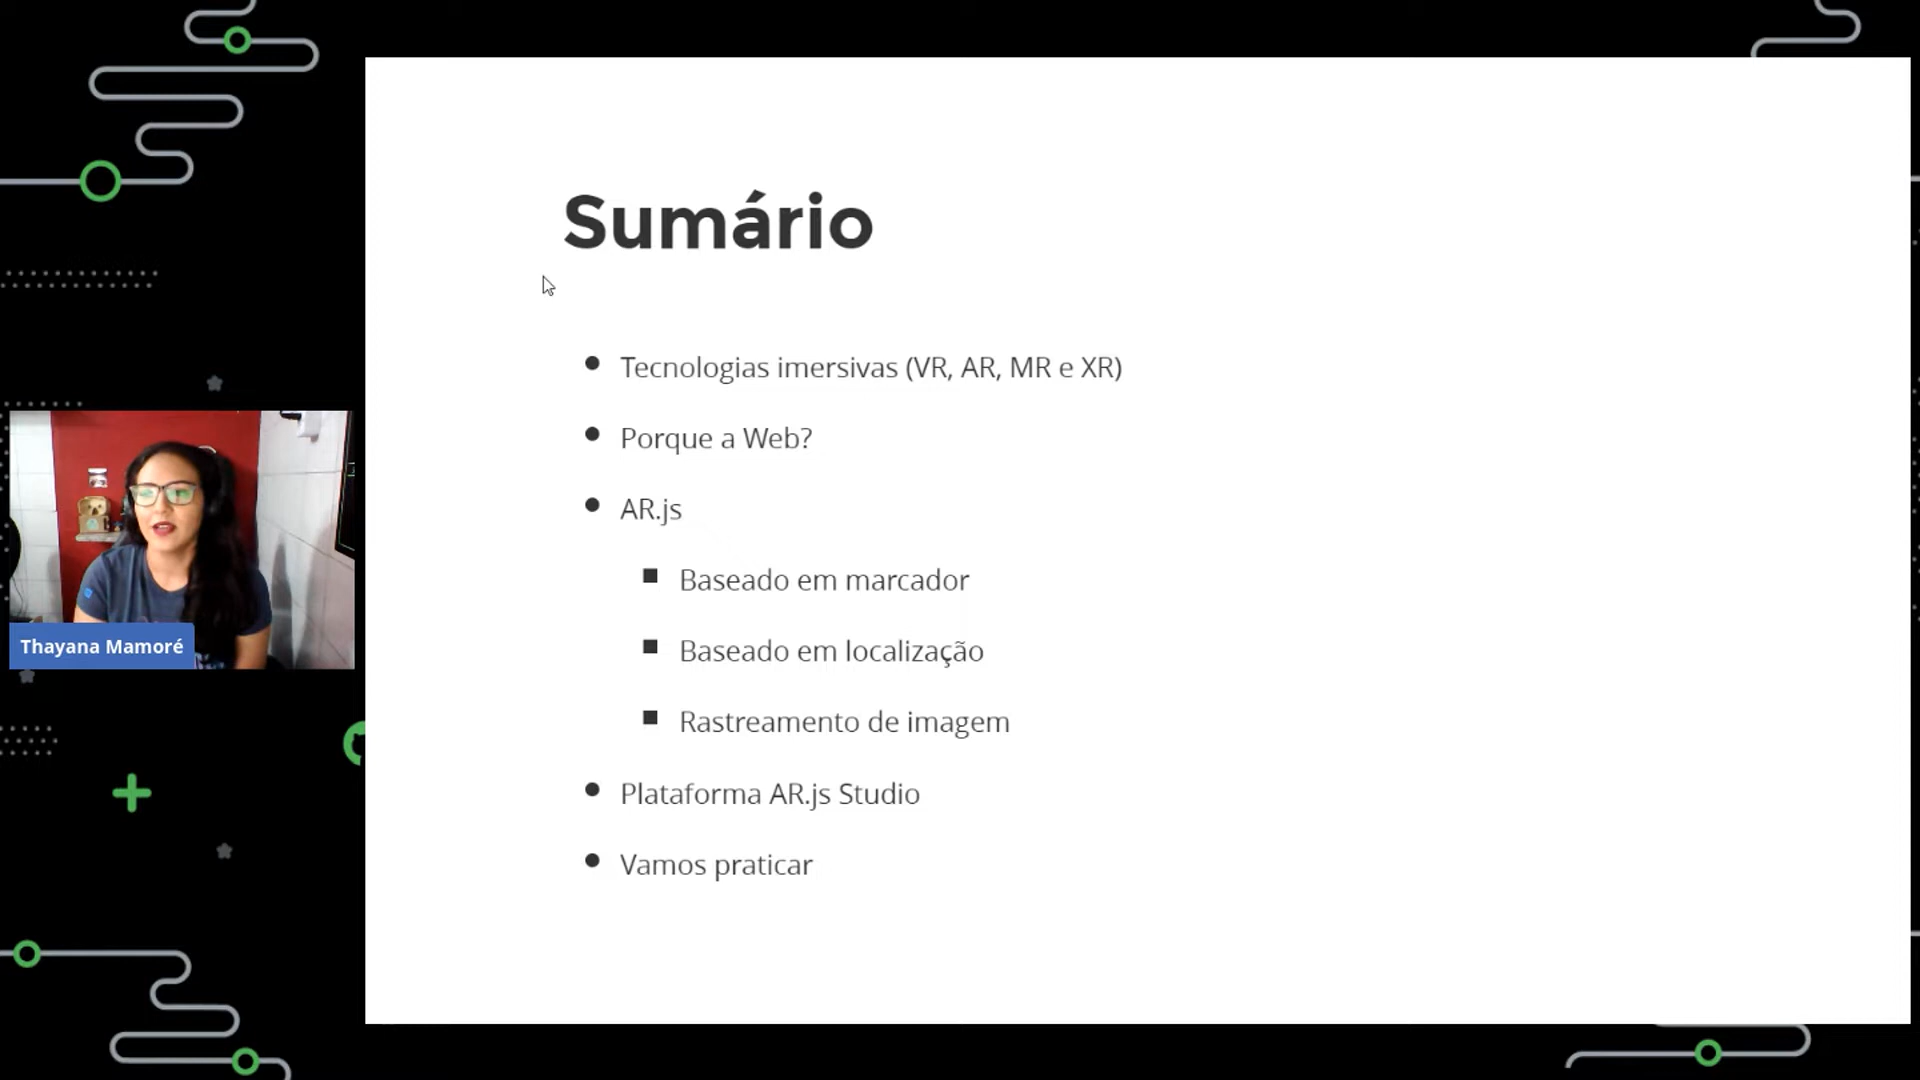 Sumário
Tecnologias imersivas (VR, AR, MR e XR)
Porque a Web?
AR.js
Baseado em marcador
Baseado em localização
Rastreamento de imagem
Plataforma AR.js Studio
Vamos praticar
Thayana Mamoré